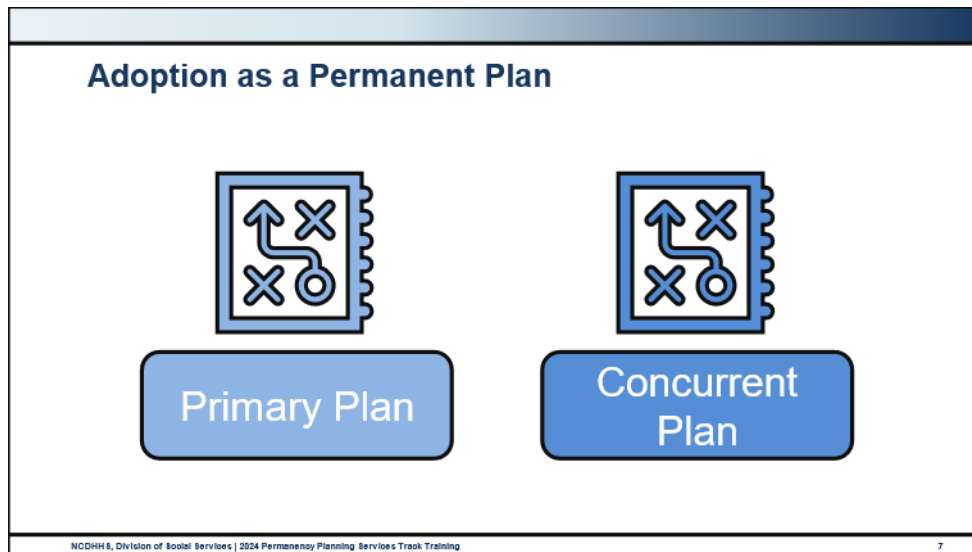 Adoption as a Permanent Plan
Primary Plan
Concurrent
Plan
NCDHHS, Division of Social Services | 2024 Permanency Planning Services Track Training
7